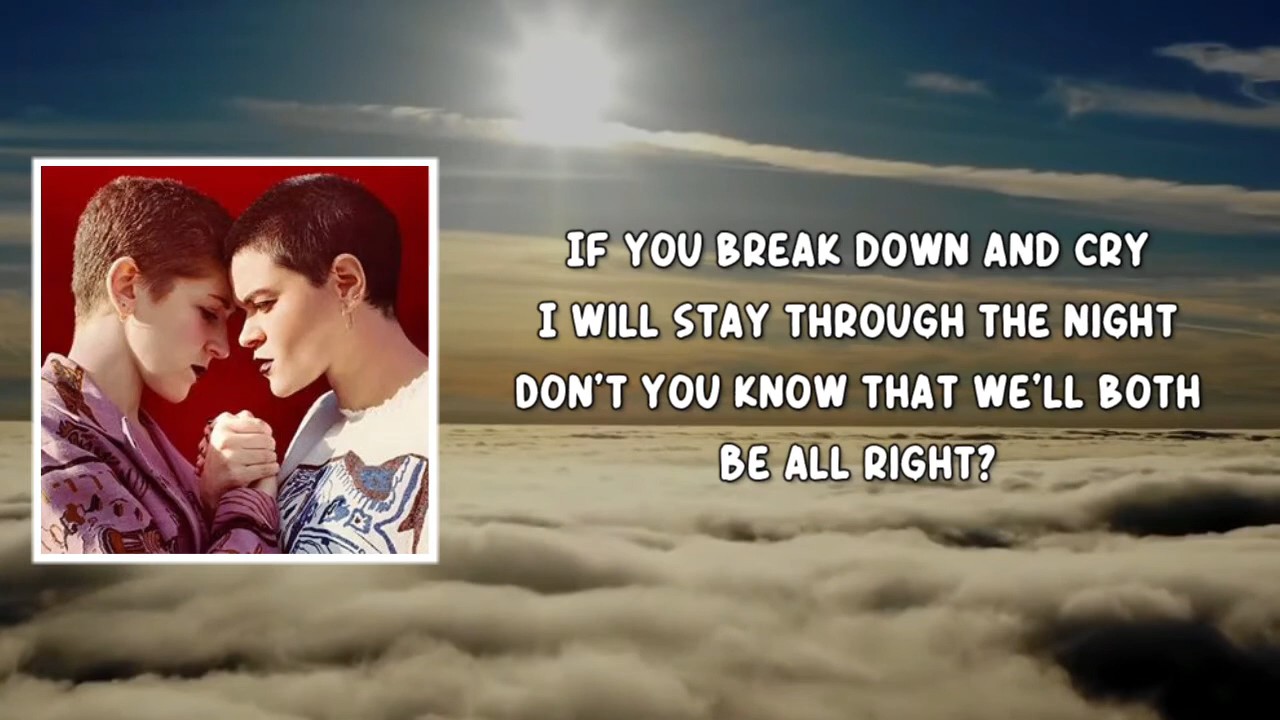 IF YOU BREAK DOWN AND CRY
I WILL STAY THROUGH THE NIGHT
DON'T YOU KNOW THAT WE'LL BOTH
BE ALL RIGHT?